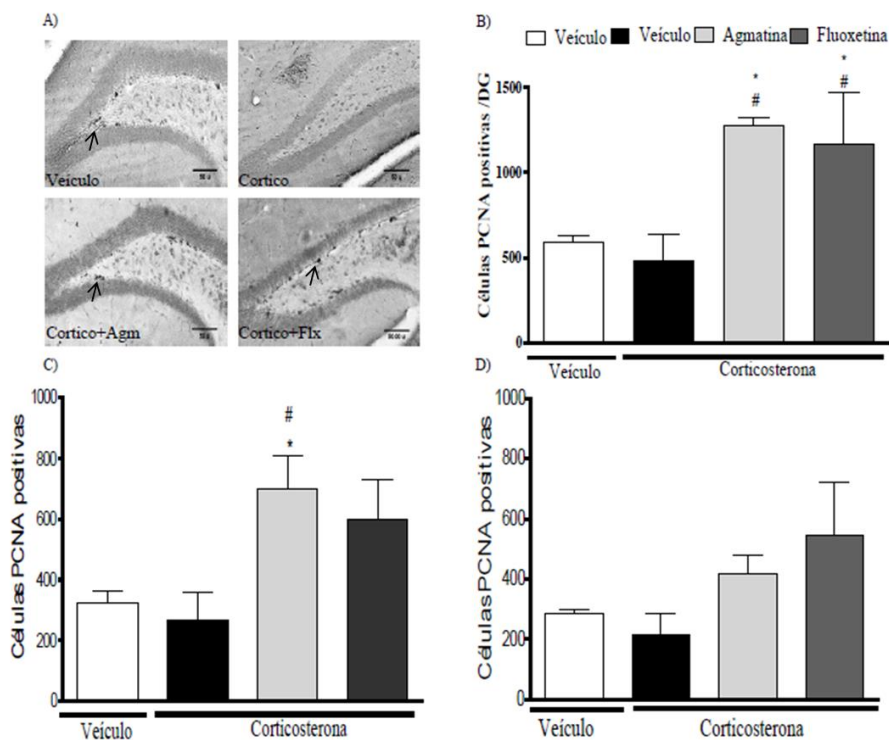 A)
Veículo
Cortico
Cortico+Agm
Cortico+Flx
B)
Veículo Veículo Agmatina Fluoxetina
Células PCNA positivas /DG
1500
1000
500
0
* #
* #
Veículo Corticosterona
C)
Células PCNA positivas
1000
800
600
400
200
0
# *
Veículo Corticosterona
D)
Células PCNA positivas
1000
800
600
400
200
0
Veículo Corticosterona